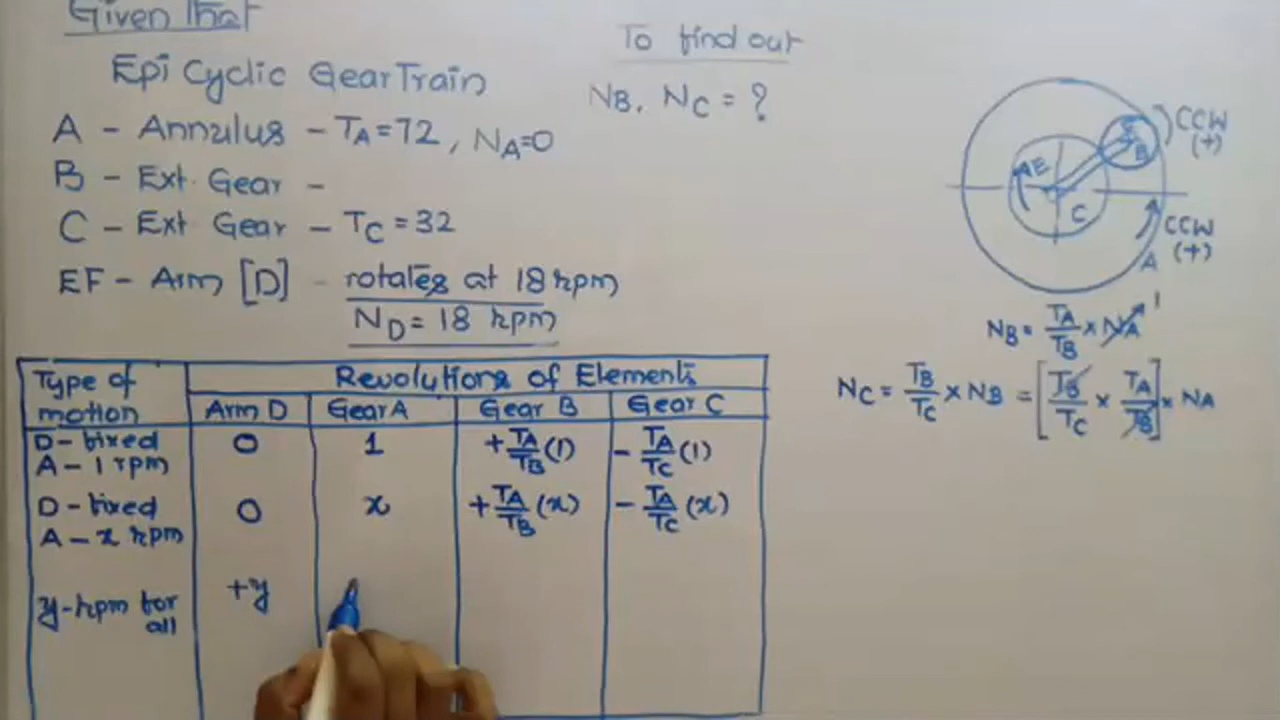 Given that
Epi Cyclic Gear Train
A - Annulus - TA = 72, NA=0
B - Ext. Gear -
C - Ext Gear - TC = 32
EF - Arm [D] - rotates at 18 rpm
ND = 18 rpm
To find out
NB, NC = ?
CCW
(+)
B
E
C
CCW
(+)
A
NB = TA/TB × NA 1
NC = TB/TC × NB = [TB/TC × TA/TB] × NA
Type of motion
Revolutions of Elements
Arm D Gear A Gear B Gear C
D - fixed A - 1 rpm 0 1 +TA/TB (1) - TA/TC (1)
D - fixed A - x rpm 0 x +TA/TB (x) - TA/TC (x)
y - rpm for all +y